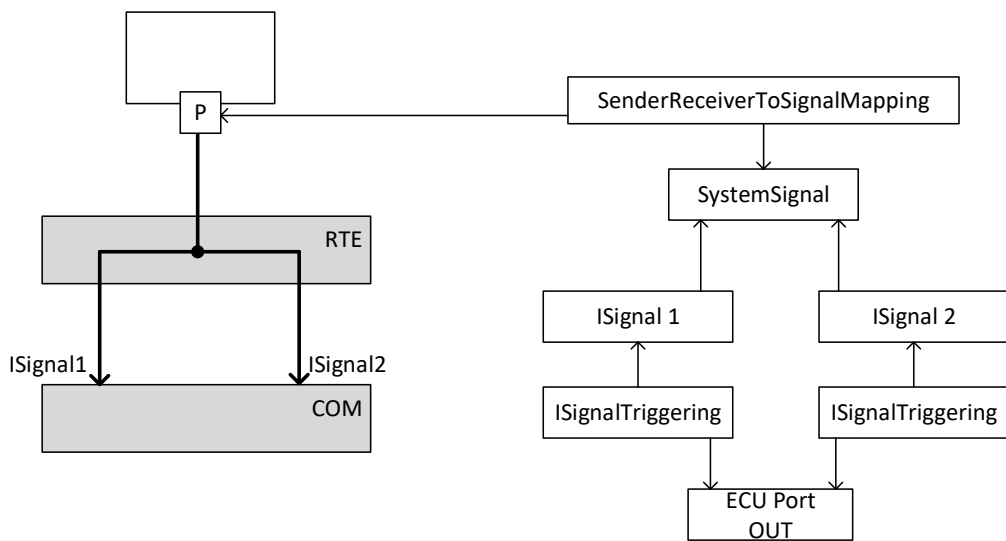 P
SenderReceiverToSignalMapping
SystemSignal
RTE
ISignal 1
ISignal 2
ISignal1
ISignal2
COM
ISignalTriggering
ISignalTriggering
ECU Port
OUT